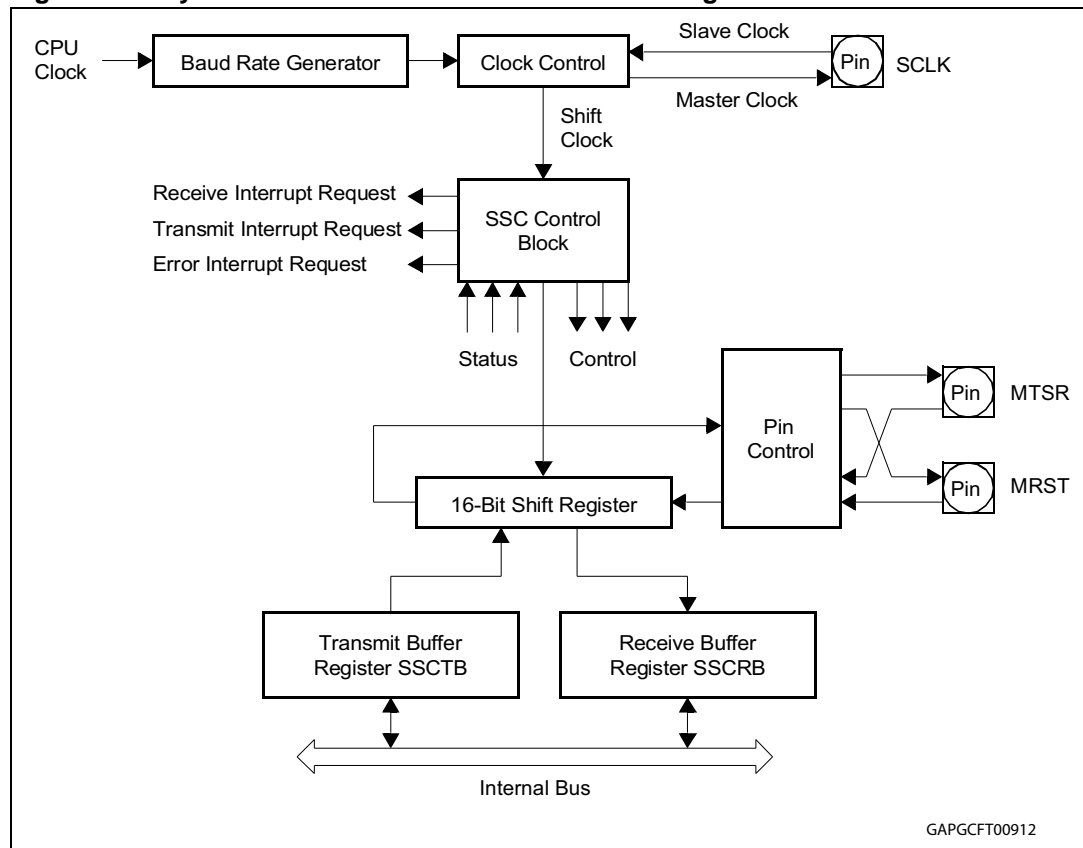 CPU
Clock
Baud Rate Generator
Clock Control
Slave Clock
Master Clock
Pin
SCLK
Shift
Clock
Receive Interrupt Request
Transmit Interrupt Request
Error Interrupt Request
SSC Control
Block
Status
Control
Pin
Control
Pin
MTSR
Pin
MRST
16-Bit Shift Register
Transmit Buffer
Register SSCTB
Receive Buffer
Register SSCRB
Internal Bus
GAPGCFT00912